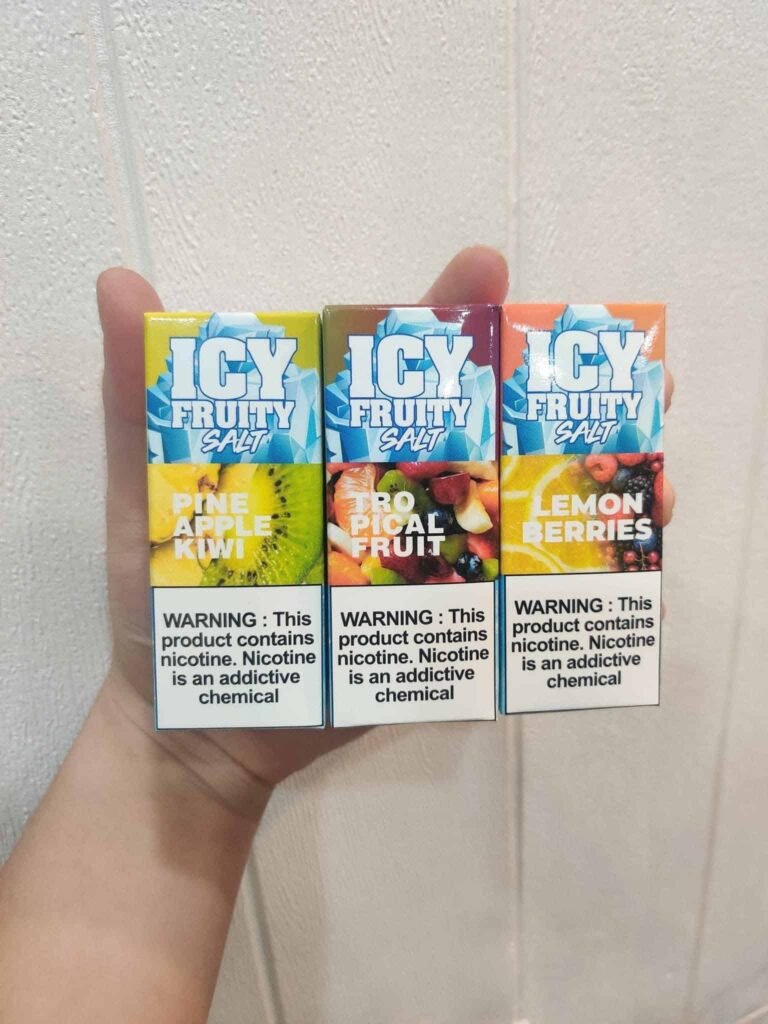 ICY
FRUITY
SALT
PINE
APPLE
KIWI
WARNING : This
product contains
nicotine. Nicotine
is an addictive
chemical
ICY
FRUITY
SALT
TRO
PICAL
FRUIT
WARNING : This
product contains
nicotine. Nicotine
is an addictive
chemical
ICY
FRUITY
SALT
LEMON
BERRIES
WARNING : This
product contains
nicotine. Nicotine
is an addictive
chemical